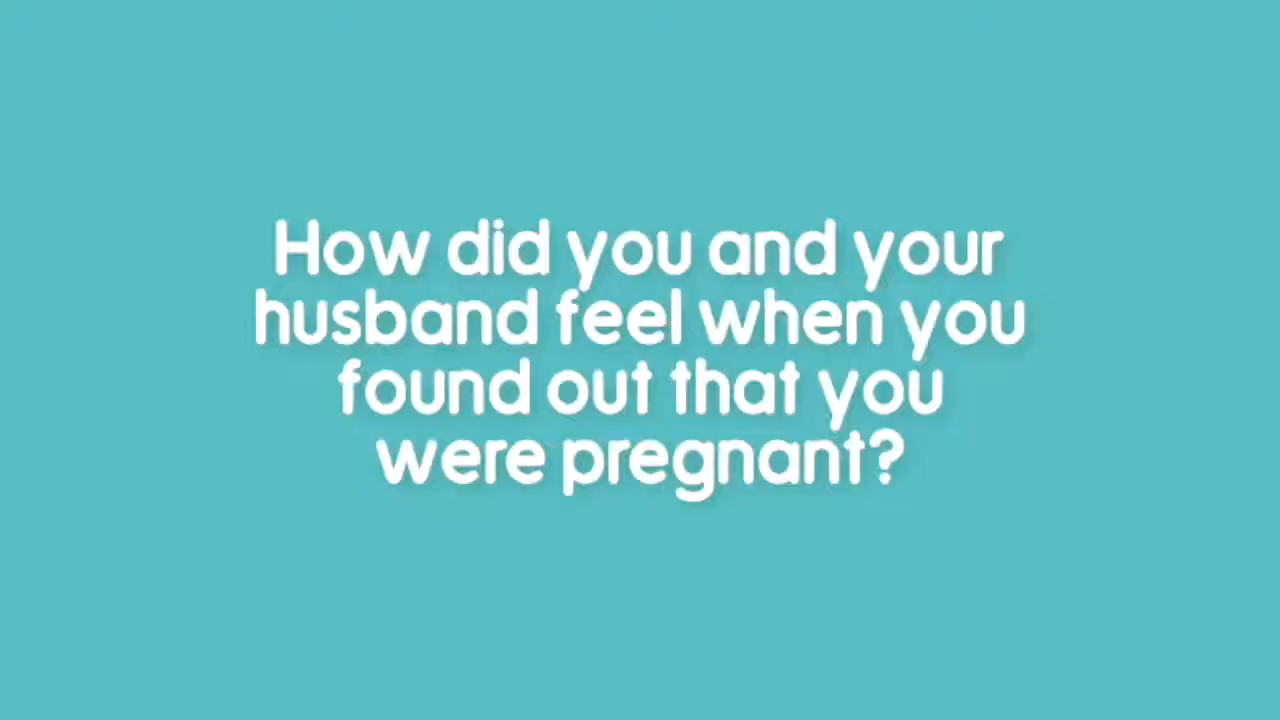 How did you and your
husband feel when you
found out that you
were pregnant?